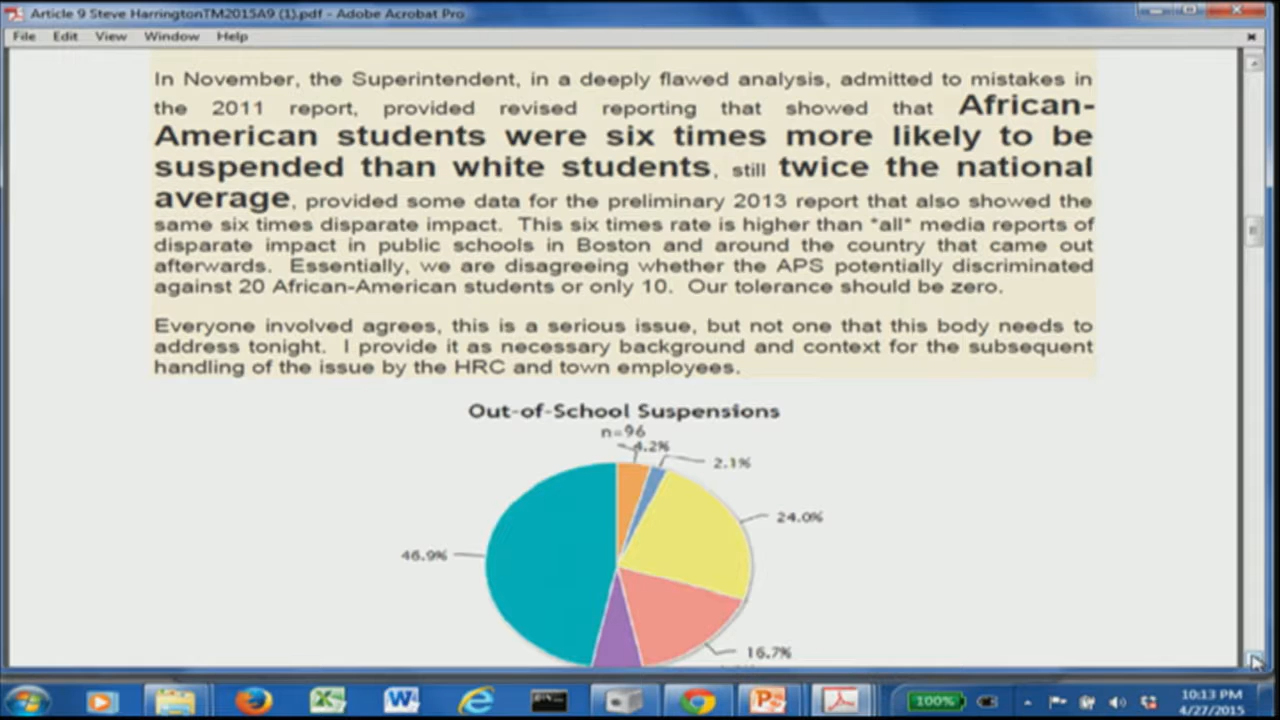 Article 9 Steve HarringtonTM2015A9 (1).pdf - Adobe Acrobat Pro
File Edit View Window Help
In November, the Superintendent, in a deeply flawed analysis, admitted to mistakes in
the 2011 report, provided revised reporting that showed that African-
American students were six times more likely to be
suspended than white students, still twice the national
average, provided some data for the preliminary 2013 report that also showed the
same six times disparate impact. This six times rate is higher than *all* media reports of
disparate impact in public schools in Boston and around the country that came out
afterwards. Essentially, we are disagreeing whether the APS potentially discriminated
against 20 African-American students or only 10. Our tolerance should be zero.
Everyone involved agrees, this is a serious issue, but not one that this body needs to
address tonight. I provide it as necessary background and context for the subsequent
handling of the issue by the HRC and town employees.
Out-of-School Suspensions
n=96
4.2%
2.1%
24.0%
46.9%
16.7%
100%
10:13 PM
4/27/2015